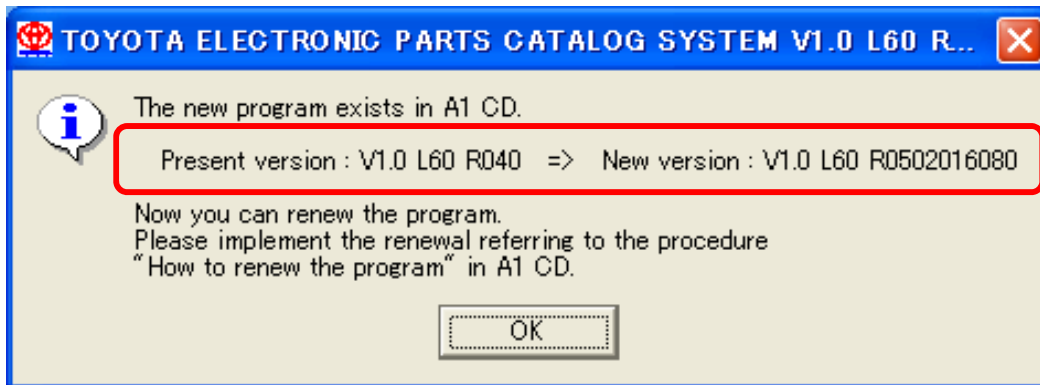 TOYOTA ELECTRONIC PARTS CATALOG SYSTEM V1.0 L60 R...
The new program exists in A1 CD.
Present version : V1.0 L60 R040 => New version : V1.0 L60 R0502016080
Now you can renew the program.
Please implement the renewal referring to the procedure
"How to renew the program" in A1 CD.
OK